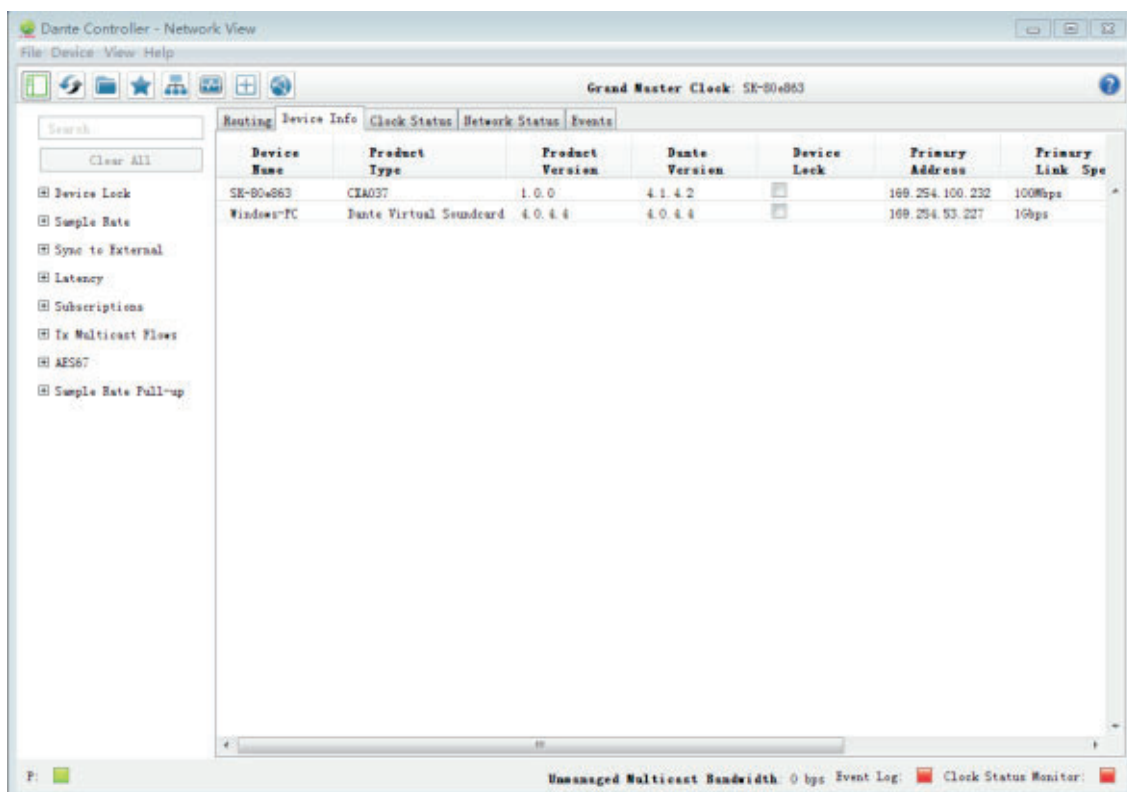 Dante Controller - Network View
File Device View Help
Grand Master Clock: SK-80e863
Search
Clear All
Device Lock
Sample Rate
Sync to External
Latency
Subscriptions
Tx Multicast Flows
AES67
Sample Rate Pull-up
Routing Device Info Clock Status Network Status Events
Device Name Product Type Product Version Dante Version Device Lock Primary Address Primary Link Spe
SK-80e863 CXA037 1.0.0 4.1.4.2 169.254.100.232 100Mbps
Windows-PC Dante Virtual Soundcard 4.0.4.4 4.0.4.4 169.254.53.227 1Gbps
P: Unmanaged Multicast Bandwidth: 0 bps Event Log: Clock Status Monitor: